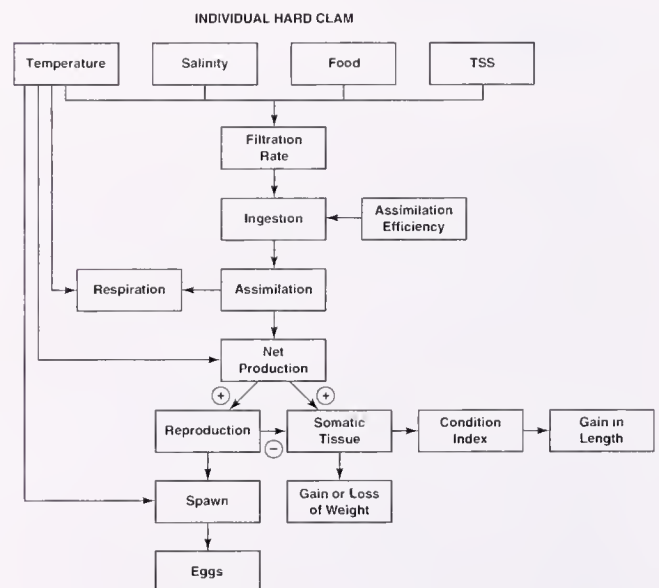 INDIVIDUAL HARD CLAM
Temperature
Salinity
Food
TSS
Filtration
Rate
Ingestion
Assimilation
Efficiency
Respiration
Assimilation
Net
Production
+
+
Reproduction
−
Somatic
Tissue
Condition
Index
Gain in
Length
Spawn
Gain or Loss
of Weight
Eggs